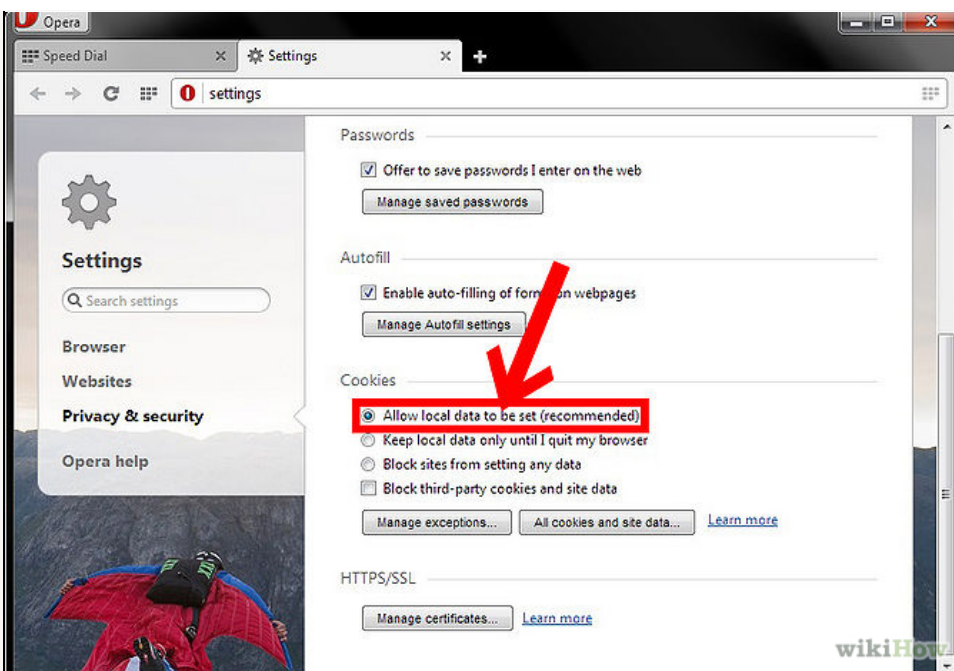 Opera
Speed Dial
Settings
settings
Passwords
Offer to save passwords I enter on the web
Manage saved passwords
Settings
Search settings
Browser
Websites
Privacy & security
Opera help
Autofill
Enable auto-filling of on webpages
Manage Autofill settings
Cookies
Allow local data to be set (recommended)
Keep local data only until I quit my browser
Block sites from setting any data
Block third-party cookies and site data
Manage exceptions...
All cookies and site data...
Learn more
HTTPS/SSL
Manage certificates...
Learn more
wikiHow